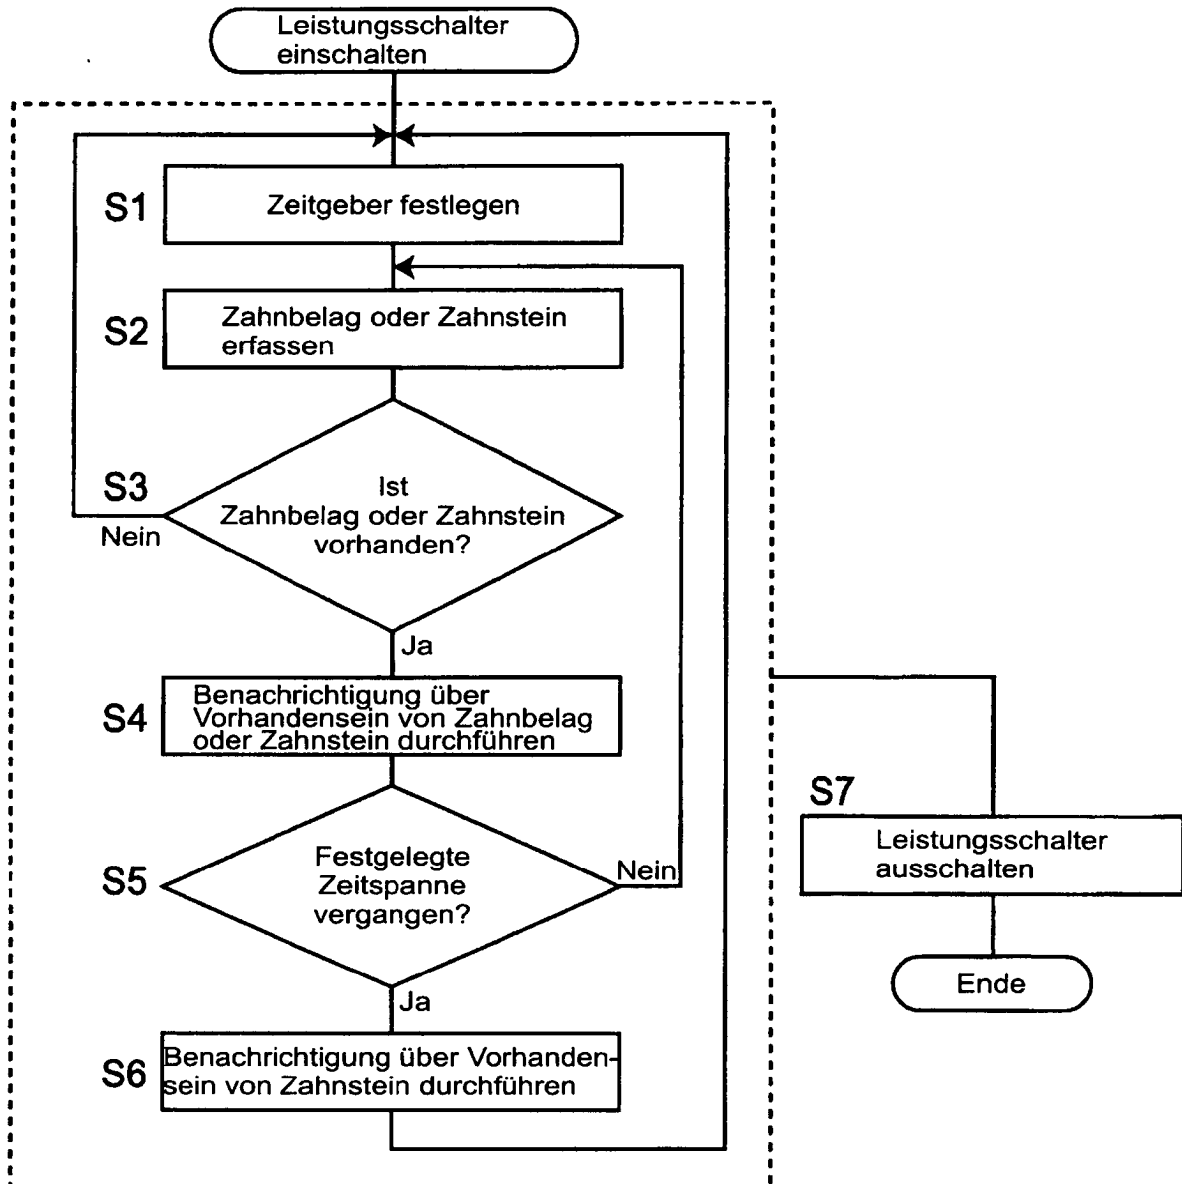 Leistungsschalter
einschalten
S1
Zeitgeber festlegen
S2
Zahnbelag oder Zahnstein
erfassen
S3
Ist
Zahnbelag oder Zahnstein
vorhanden?
Nein
Ja
S4
Benachrichtigung über
Vorhandensein von Zahnbelag
oder Zahnstein durchführen
S5
Festgelegte
Zeitspanne
vergangen?
Nein
Ja
S6
Benachrichtigung über Vorhanden-
sein von Zahnstein durchführen
S7
Leistungsschalter
ausschalten
Ende